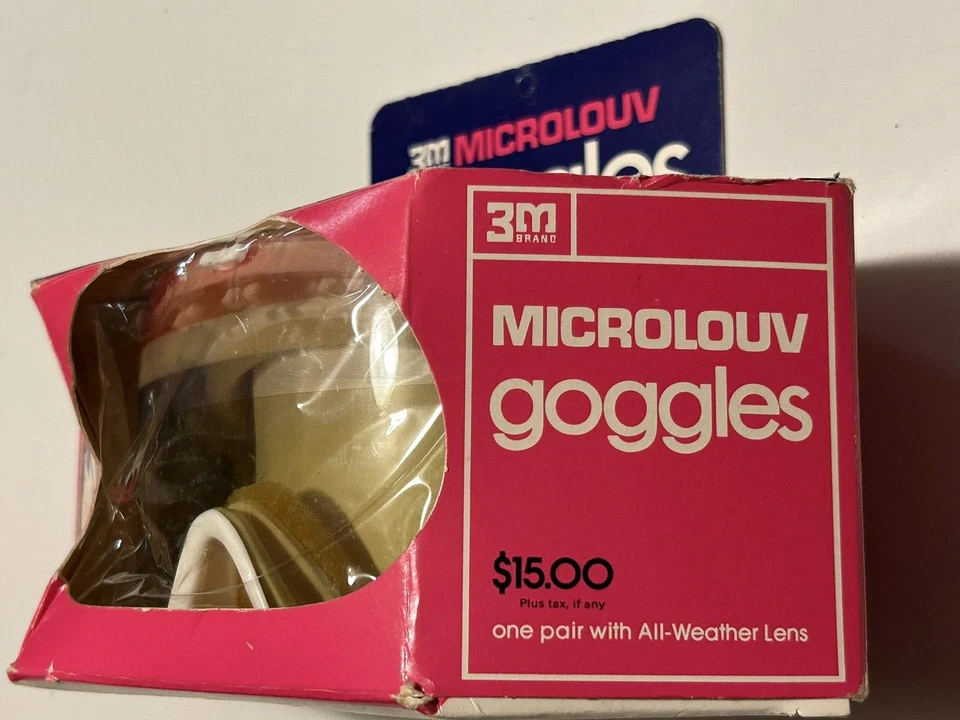 3M MICROLOUV
3M
BRAND
MICROLOUV
goggles
$15.00
Plus tax, if any
one pair with All-Weather Lens